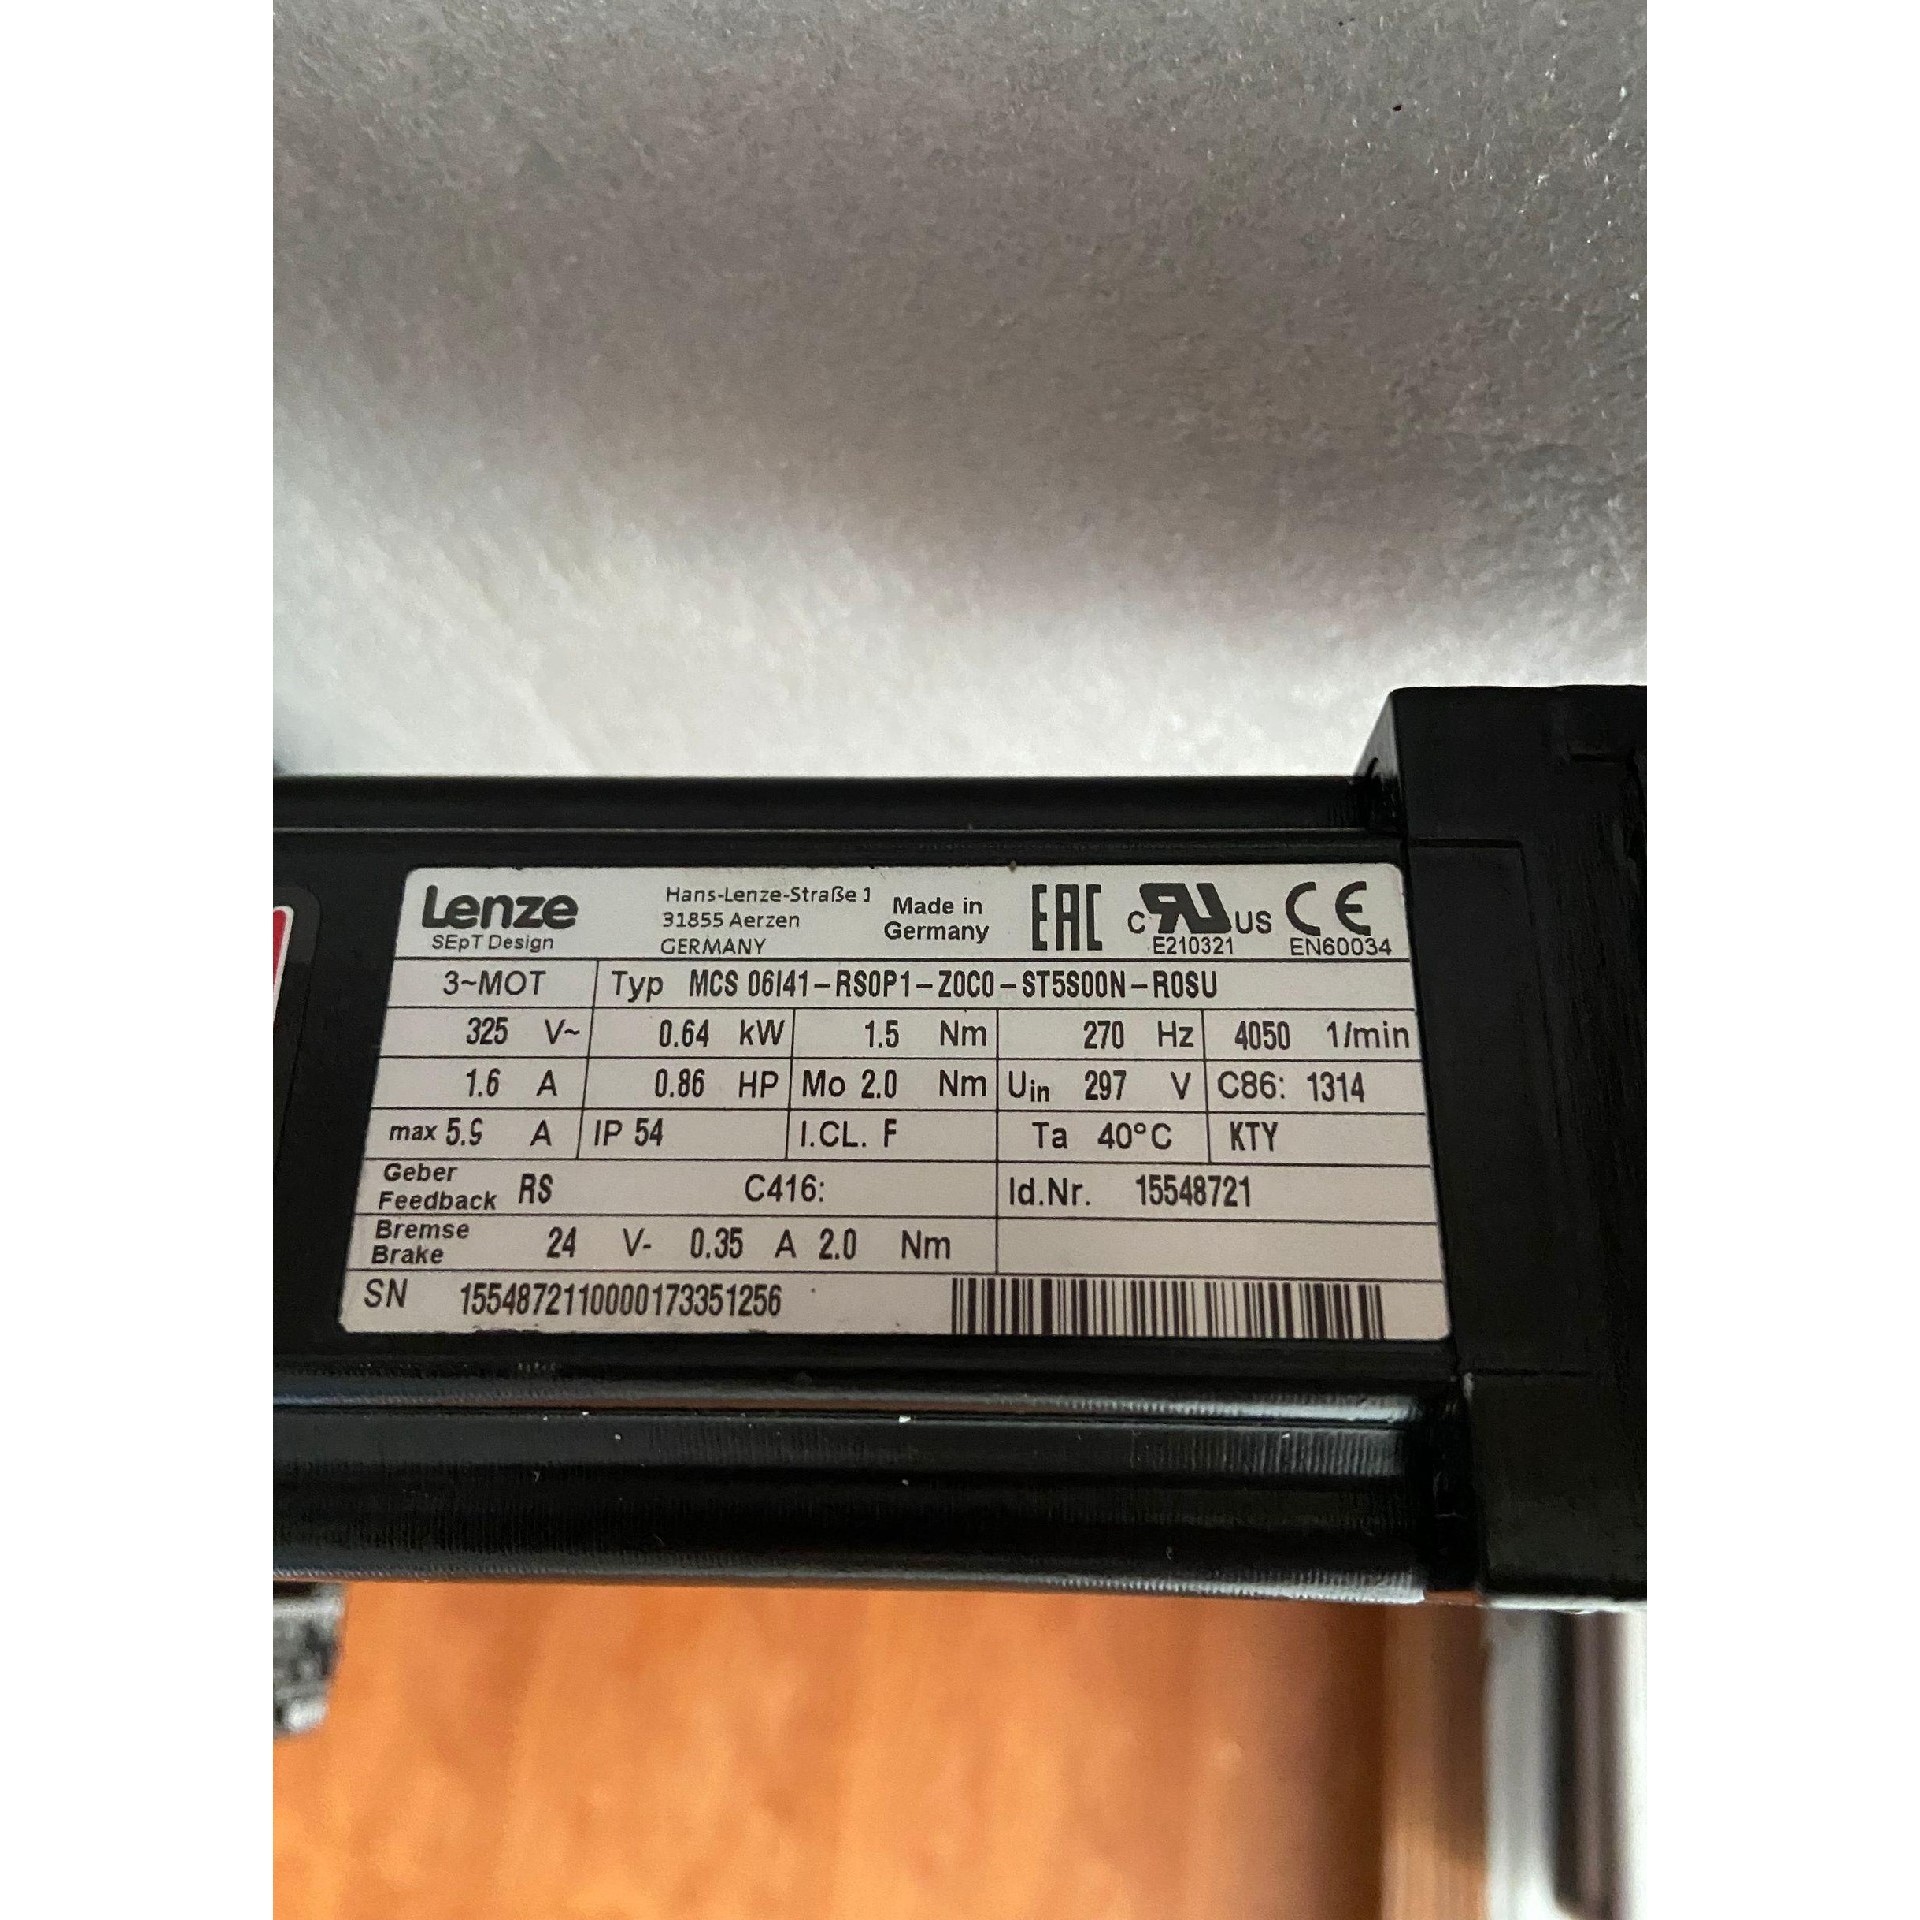 Lenze
SEpT Design
Hans-Lenze-Straße 1
31855 Aerzen
GERMANY
Made in
Germany
EAC
C RU US
E210321
CE
EN60034
3~MOT Typ MCS 06I41-RS0P1-Z0C0-ST5S00N-R0SU
325 V~ 0.64 kW 1.5 Nm 270 Hz 4050 1/min
1.6 A 0.86 HP Mo 2.0 Nm Uin 297 V C86: 1314
max 5.9 A IP 54 I.CL. F Ta 40°C KTY
Geber
Feedback RS C416: Id.Nr. 15548721
Bremse
Brake 24 V- 0.35 A 2.0 Nm
SN 1554872110000173351256